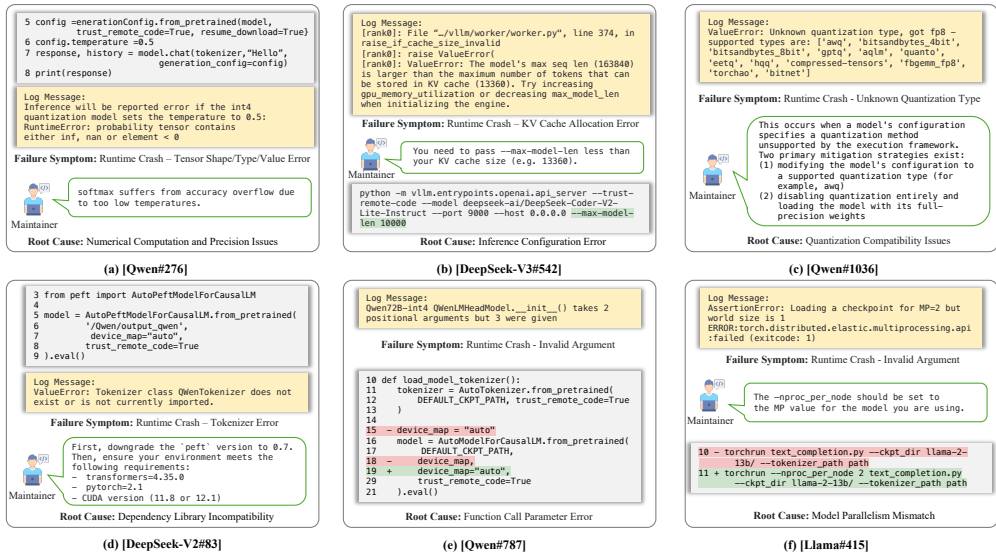 5 config =enerationConfig.from_pretrained(model,
trust_remote_code=True, resume_download=True}
6 config.temperature =0.5
7 response, history = model.chat(tokenizer,"Hello",
generation_config=config)
8 print(response)
Log Message:
Inference will be reported error if the int4
quantization model sets the temperature to 0.5:
RuntimeError: probability tensor contains
either inf, nan or element < 0
Failure Symptom: Runtime Crash – Tensor Shape/Type/Value Error
softmax suffers from accuracy overflow due
to too low temperatures.
Maintainer
Root Cause: Numerical Computation and Precision Issues
(a) [Qwen#276]
Log Message:
[rank0]: File "…/vllm/worker/worker.py", line 374, in
raise_if_cache_size_invalid
[rank0]: raise ValueError(
[rank0]: ValueError: The model's max seq len (163840)
is larger than the maximum number of tokens that can
be stored in KV cache (13360). Try increasing
gpu_memory_utilization or decreasing max_model_len
when initializing the engine.
Failure Symptom: Runtime Crash – KV Cache Allocation Error
You need to pass --max-model-len less than
your KV cache size (e.g. 13360).
Maintainer
python -m vllm.entrypoints.openai.api_server --trust-
remote-code --model deepseek-ai/DeepSeek-Coder-V2-
Lite-Instruct --port 9000 --host 0.0.0.0 --max-model-
len 10000
Root Cause: Inference Configuration Error
(b) [DeepSeek-V3#542]
Log Message:
ValueError: Unknown quantization type, got fp8 -
supported types are: ['awq', 'bitsandbytes_4bit',
'bitsandbytes_8bit', 'gptq', 'aqlm', 'quanto',
'eetq', 'hqq', 'compressed-tensors', 'fbgemm_fp8',
'torchao', 'bitnet']
Failure Symptom: Runtime Crash - Unknown Quantization Type
This occurs when a model's configuration
specifies a quantization method
unsupported by the execution framework.
Two primary mitigation strategies exist:
(1) modifying the model's configuration to
a supported quantization type (for
example, awq)
(2) disabling quantization entirely and
loading the model with its full-
precision weights
Maintainer
Root Cause: Quantization Compatibility Issues
(c) [Qwen#1036]
3 from peft import AutoPeftModelForCausalLM
4
5 model = AutoPeftModelForCausalLM.from_pretrained(
6 '/Qwen/output_qwen',
7 device_map="auto",
8 trust_remote_code=True
9 ).eval()
Log Message:
ValueError: Tokenizer class QWenTokenizer does not
exist or is not currently imported.
Failure Symptom: Runtime Crash – Tokenizer Error
First, downgrade the `peft` version to 0.7.
Then, ensure your environment meets the
following requirements:
- transformers=4.35.0
- pytorch=2.1
- CUDA version (11.8 or 12.1)
Maintainer
Root Cause: Dependency Library Incompatibility
(d) [DeepSeek-V2#83]
Log Message:
Qwen72B-int4 QWenLMHeadModel.__init__() takes 2
positional arguments but 3 were given
Failure Symptom: Runtime Crash - Invalid Argument
10 def load_model_tokenizer():
11 tokenizer = AutoTokenizer.from_pretrained(
12 DEFAULT_CKPT_PATH, trust_remote_code=True
13 )
14
15 - device_map = "auto"
16 model = AutoModelForCausalLM.from_pretrained(
17 DEFAULT_CKPT_PATH,
18 - device_map,
19 + device_map="auto",
29 trust_remote_code=True
21 ).eval()
Root Cause: Function Call Parameter Error
(e) [Qwen#787]
Log Message:
AssertionError: Loading a checkpoint for MP=2 but
world size is 1
ERROR:torch.distributed.elastic.multiprocessing.api
:failed (exitcode: 1)
Failure Symptom: Runtime Crash - Invalid Argument
The –nproc_per_node should be set to
the MP value for the model you are using.
Maintainer
10 - torchrun text_completion.py --ckpt_dir llama-2-
13b/ --tokenizer_path path
11 + torchrun --nproc_per_node 2 text_completion.py
--ckpt_dir llama-2-13b/ --tokenizer_path path
Root Cause: Model Parallelism Mismatch
(f) [Llama#415]